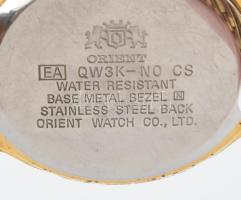 ORIENT
EA QW3K-N0 CS
WATER RESISTANT
BASE METAL BEZEL N
STAINLESS STEEL BACK
ORIENT WATCH CO., LTD.